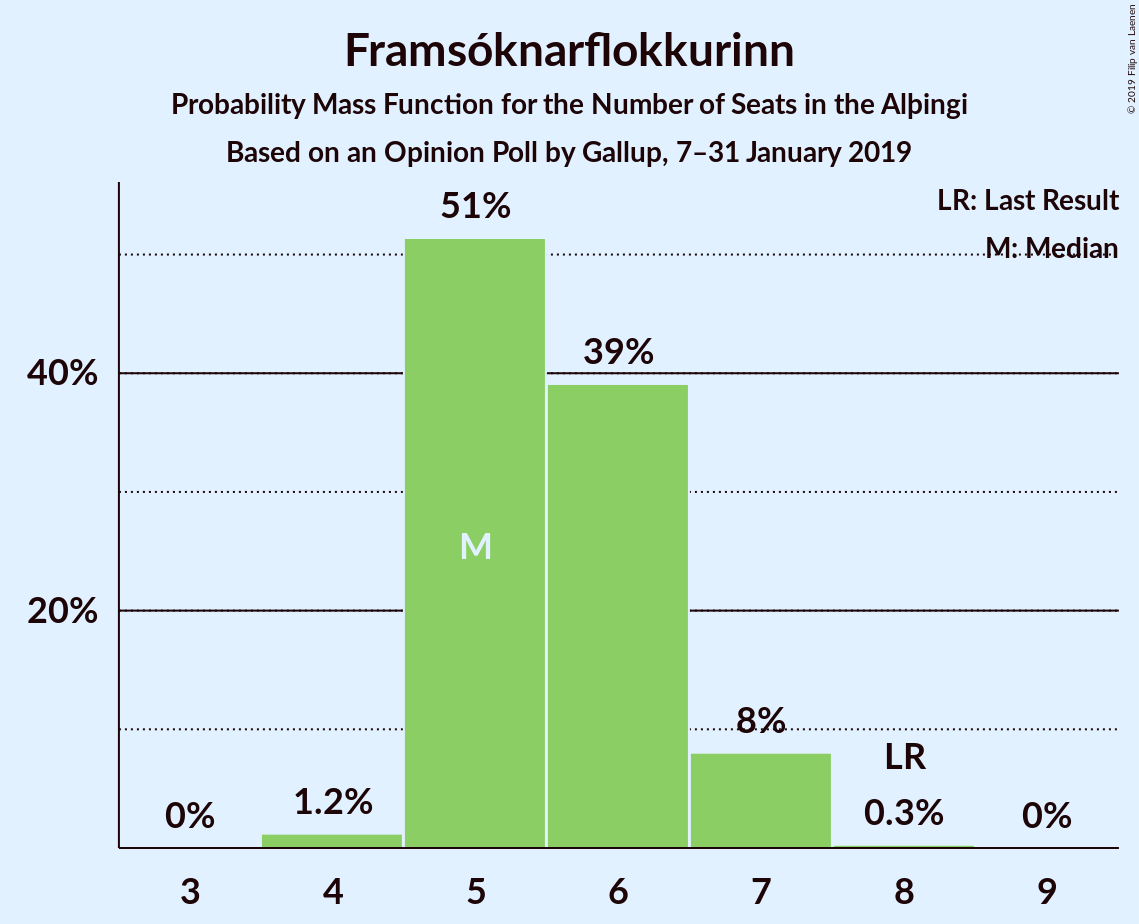 Framsóknarflokkurinn
Probability Mass Function for the Number of Seats in the Alþingi
Based on an Opinion Poll by Gallup, 7–31 January 2019
© 2019 Filip van Laenen
LR: Last Result
M: Median
51%
39%
40%
M
20%
8%
LR
0%
1.2%
0.3%
0%
3 4 5 6 7 8 9